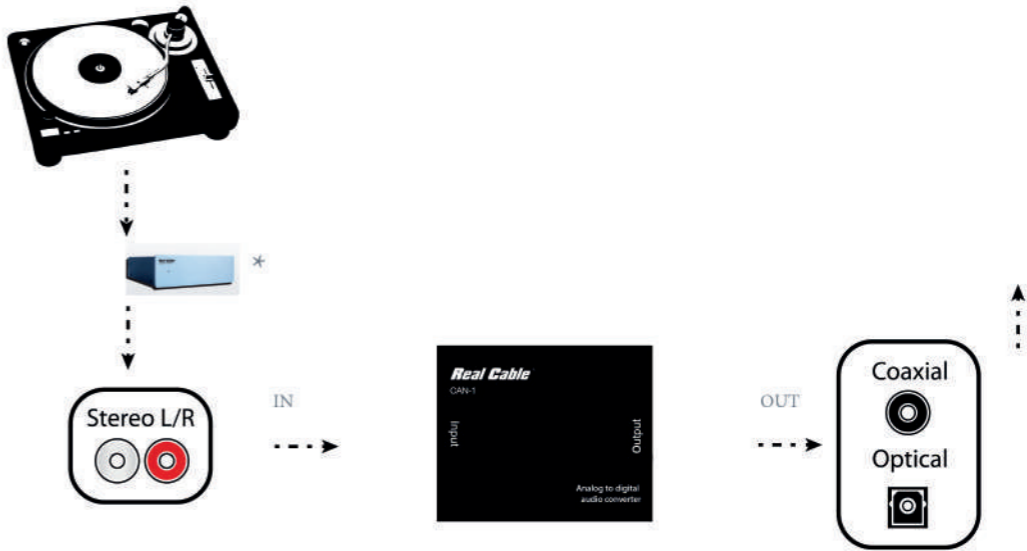 *
Stereo L/R
IN
Real Cable
CAN-1
Input
Output
Analog to digital
audio converter
OUT
Coaxial
Optical